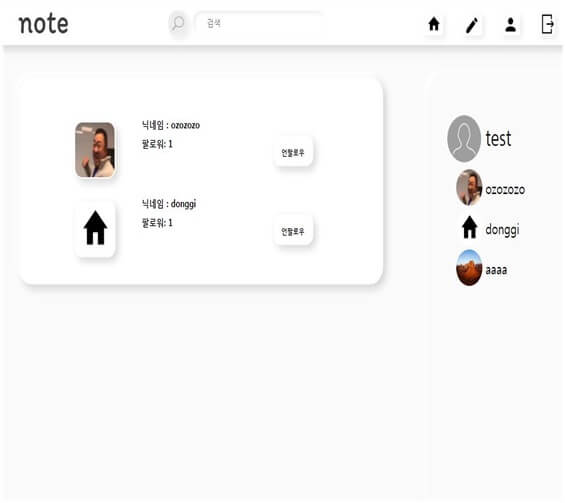 note
검색
닉네임 : ozozozo
팔로워: 1
언팔로우
닉네임 : donggi
팔로워: 1
언팔로우
test
ozozozo
donggi
aaaa